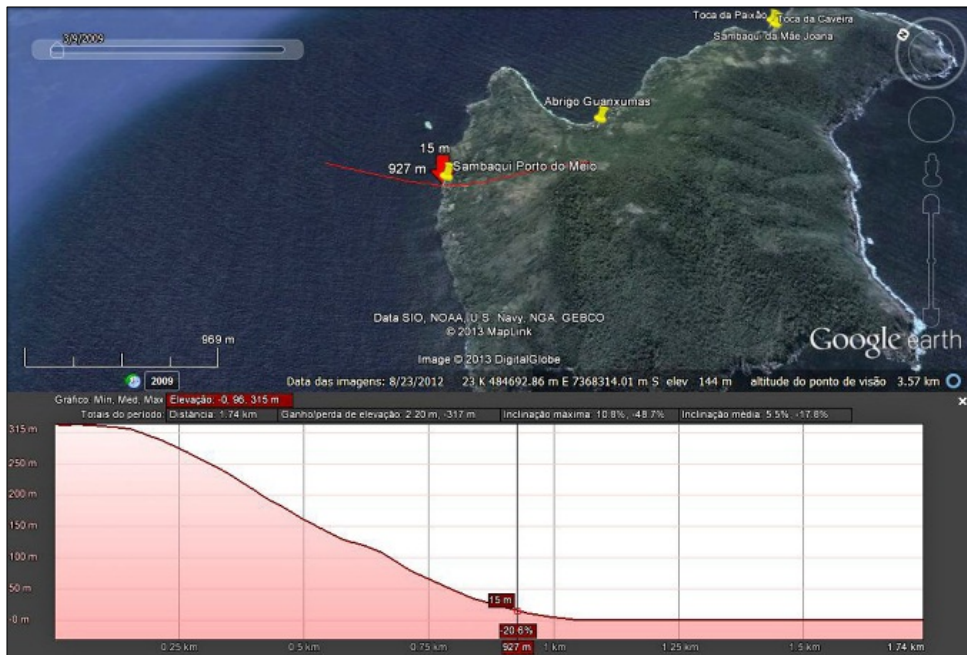 3/9/2009
Toca da Paixão
Toca da Caveira
Sambaqui da Mãe Joana
N
Abrigo Guanxumas
15 m
927 m
Sambaqui Porto do Meio
Data SIO, NOAA, U.S. Navy, NGA, GEBCO
© 2013 MapLink
969 m
Google earth
Image © 2013 DigitalGlobe
2009
Data das imagens: 8/23/2012 23 K 484692.86 m E 7368314.01 m S elev 144 m altitude do ponto de visão 3.57 km
Gráfico: Min, Méd, Max Elevação: -0, 96, 315 m
Totais do período: Distância: 1.74 km Ganho/perda de elevação: 2.20 m, -317 m Inclinação máxima: 10.8%, -48.7% Inclinação média: 5.5%, -17.8%
315 m
250 m
200 m
150 m
100 m
50 m
15 m
-0 m
-20.6%
0.25 km 0.5 km 0.75 km 927 m 1 km 1.25 km 1.5 km 1.74 km